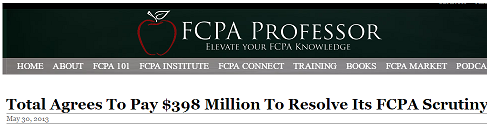 FCPA PROFESSOR
ELEVATE YOUR FCPA KNOWLEDGE
HOME ABOUT FCPA 101 FCPA INSTITUTE FCPA CONNECT TRAINING BOOKS FCPA MARKET PODCA
Total Agrees To Pay $398 Million To Resolve Its FCPA Scrutiny
May 30, 2013